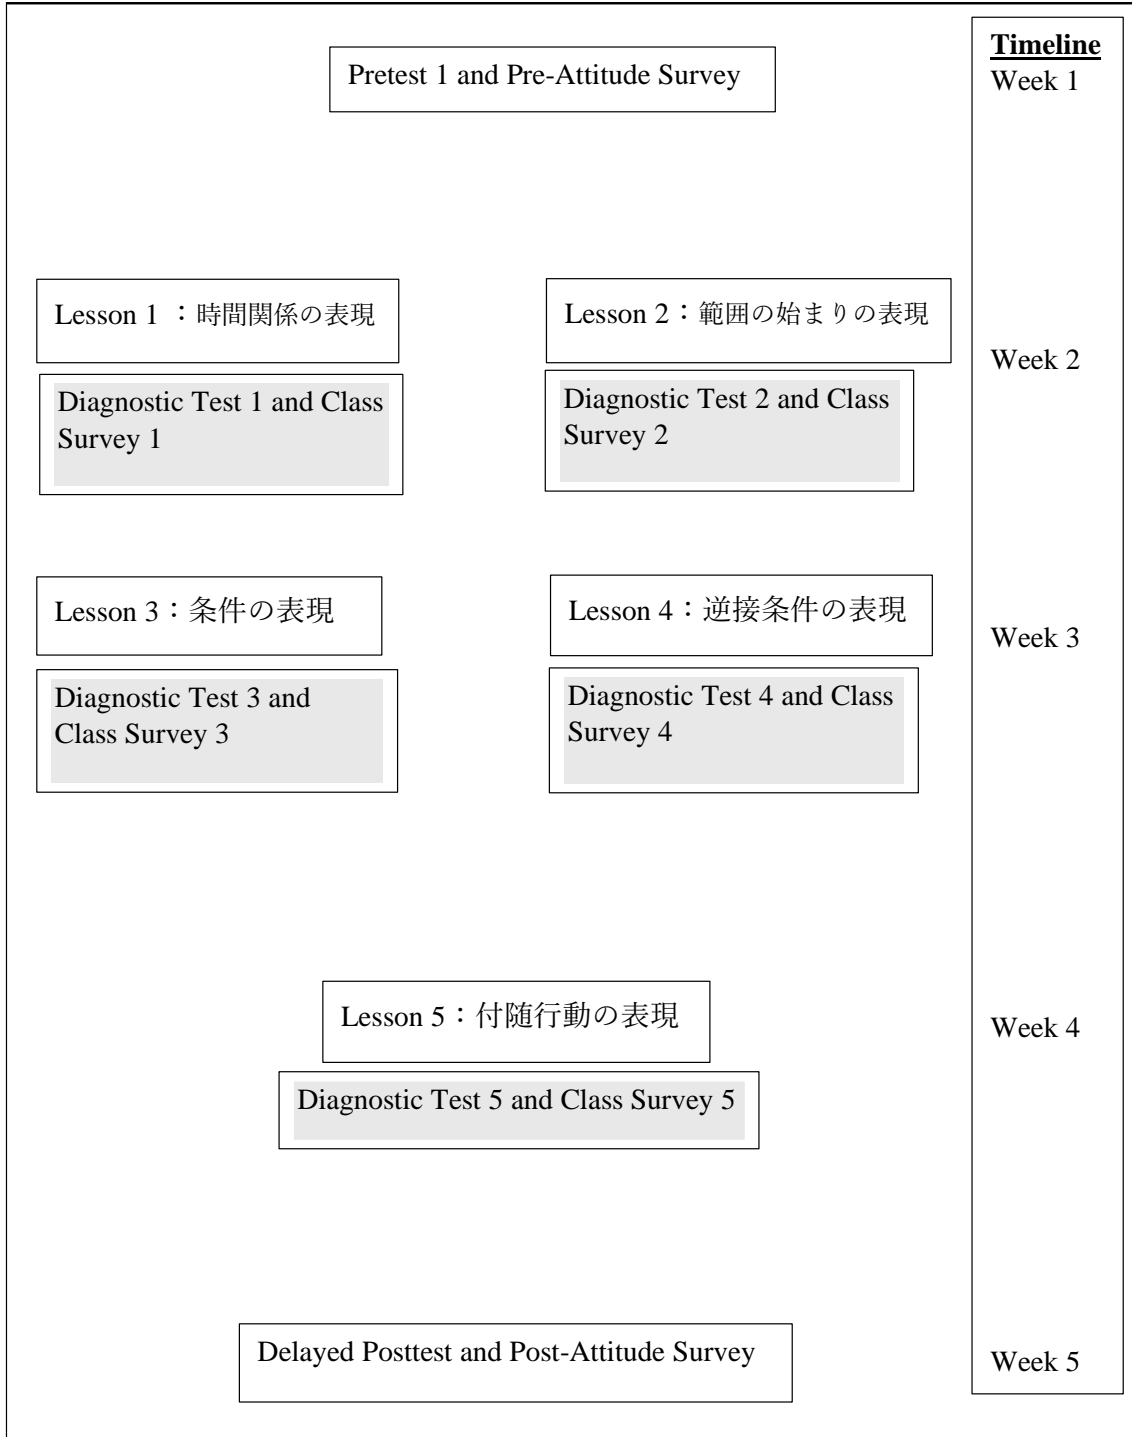 Timeline
Pretest 1 and Pre-Attitude Survey
Week 1
Lesson 1 ：時間関係の表現
Lesson 2：範囲の始まりの表現
Week 2
Diagnostic Test 1 and Class
Survey 1
Diagnostic Test 2 and Class
Survey 2
Lesson 3：条件の表現
Lesson 4：逆接条件の表現
Week 3
Diagnostic Test 3 and
Class Survey 3
Diagnostic Test 4 and Class
Survey 4
Lesson 5：付随行動の表現
Week 4
Diagnostic Test 5 and Class Survey 5
Delayed Posttest and Post-Attitude Survey
Week 5